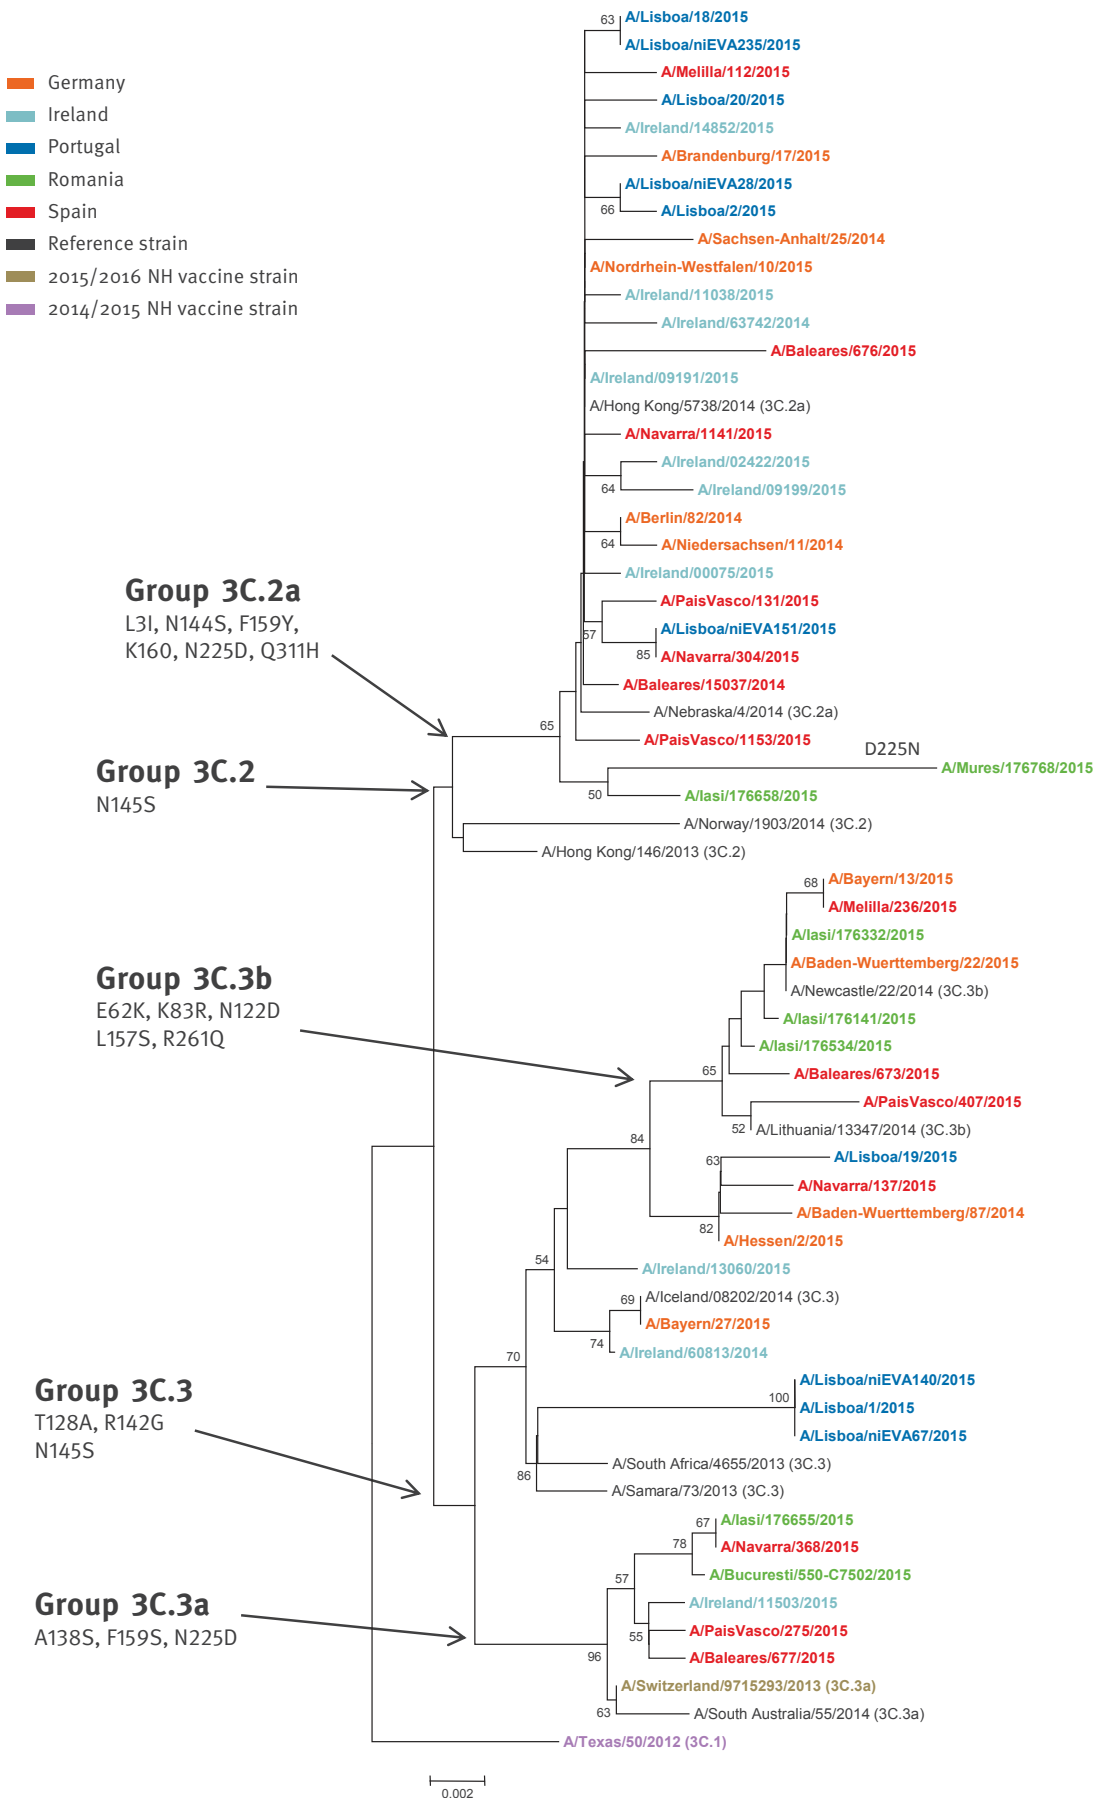 Germany
Ireland
Portugal
Romania
Spain
Reference strain
2015/2016 NH vaccine strain
2014/2015 NH vaccine strain
63
A/Lisboa/18/2015
A/Lisboa/niEVA235/2015
A/Melilla/112/2015
A/Lisboa/20/2015
A/Ireland/14852/2015
A/Brandenburg/17/2015
A/Lisboa/niEVA28/2015
66
A/Lisboa/2/2015
A/Sachsen-Anhalt/25/2014
A/Nordrhein-Westfalen/10/2015
A/Ireland/11038/2015
A/Ireland/63742/2014
A/Baleares/676/2015
A/Ireland/09191/2015
A/Hong Kong/5738/2014 (3C.2a)
A/Navarra/1141/2015
A/Ireland/02422/2015
64
A/Ireland/09199/2015
A/Berlin/82/2014
64
A/Niedersachsen/11/2014
A/Ireland/00075/2015
Group 3C.2a
L3I, N144S, F159Y,
K160, N225D, Q311H
A/PaisVasco/131/2015
57
A/Lisboa/niEVA151/2015
85
A/Navarra/304/2015
A/Baleares/15037/2014
A/Nebraska/4/2014 (3C.2a)
65
A/PaisVasco/1153/2015
D225N
A/Mures/176768/2015
50
A/Iasi/176658/2015
Group 3C.2
N145S
A/Norway/1903/2014 (3C.2)
A/Hong Kong/146/2013 (3C.2)
68
A/Bayern/13/2015
A/Melilla/236/2015
A/Iasi/176332/2015
A/Baden-Wuerttemberg/22/2015
A/Newcastle/22/2014 (3C.3b)
Group 3C.3b
E62K, K83R, N122D
L157S, R261Q
A/Iasi/176141/2015
A/Iasi/176534/2015
65
A/Baleares/673/2015
A/PaisVasco/407/2015
52
A/Lithuania/13347/2014 (3C.3b)
84
63
A/Lisboa/19/2015
A/Navarra/137/2015
A/Baden-Wuerttemberg/87/2014
82
A/Hessen/2/2015
54
A/Ireland/13060/2015
69
A/Iceland/08202/2014 (3C.3)
A/Bayern/27/2015
74
A/Ireland/60813/2014
70
Group 3C.3
T128A, R142G
N145S
A/Lisboa/niEVA140/2015
100
A/Lisboa/1/2015
A/Lisboa/niEVA67/2015
A/South Africa/4655/2013 (3C.3)
86
A/Samara/73/2013 (3C.3)
67
A/Iasi/176655/2015
78
A/Navarra/368/2015
57
A/Bucuresti/550-C7502/2015
Group 3C.3a
A138S, F159S, N225D
A/Ireland/11503/2015
55
A/PaisVasco/275/2015
96
A/Baleares/677/2015
A/Switzerland/9715293/2013 (3C.3a)
63
A/South Australia/55/2014 (3C.3a)
A/Texas/50/2012 (3C.1)
0.002